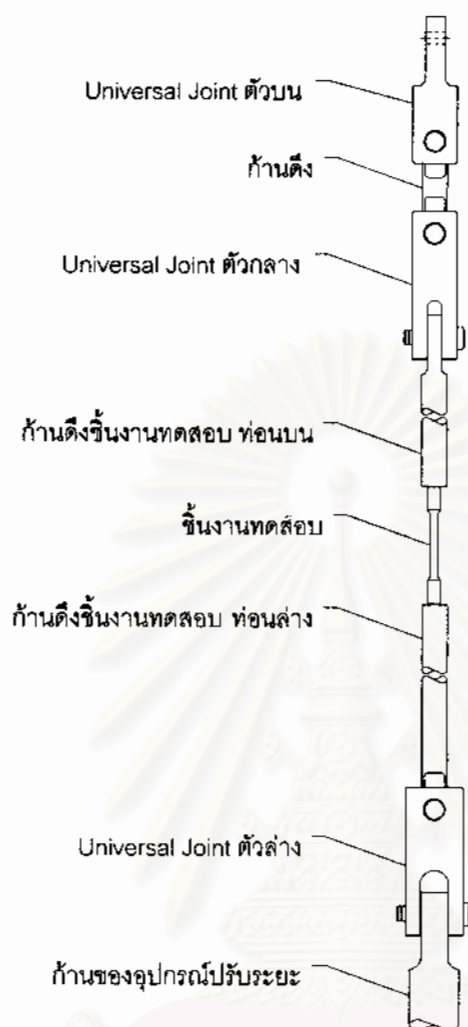 Universal Joint ตัวบน
ก้านดึง
Universal Joint ตัวกลาง
ก้านดึงชิ้นงานทดสอบ ท่อนบน
ชิ้นงานทดสอบ
ก้านดึงชิ้นงานทดสอบ ท่อนล่าง
Universal Joint ตัวล่าง
ก้านของอุปกรณ์ปรับระยะ